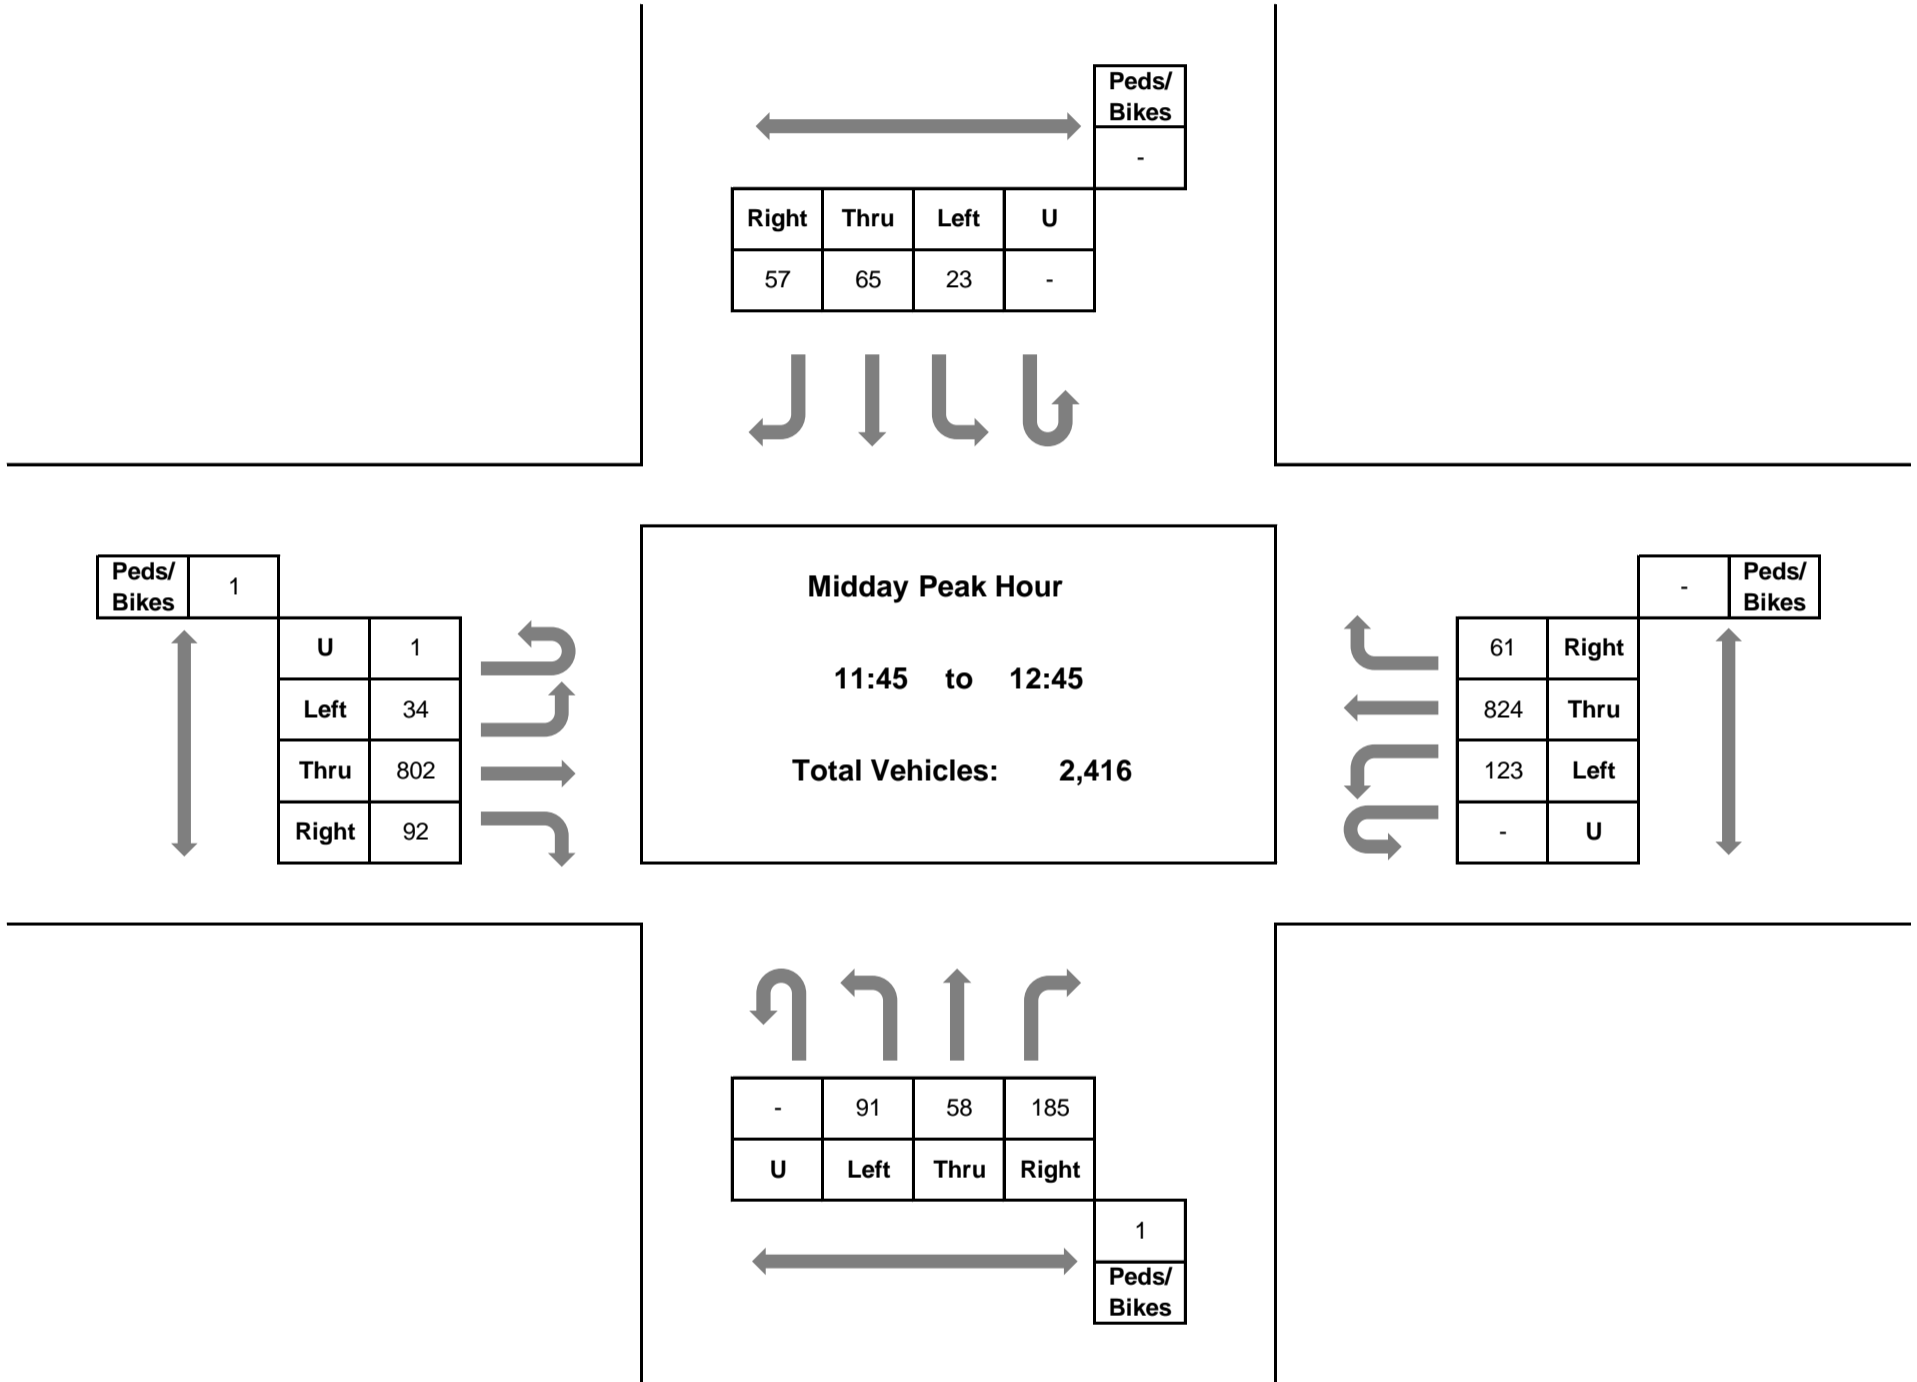 Peds/
Bikes
-
Right Thru Left U
57 65 23 -
Peds/
Bikes
1
U 1
Left 34
Thru 802
Right 92
Midday Peak Hour
11:45 to 12:45
Total Vehicles: 2,416
-
Peds/
Bikes
61 Right
824 Thru
123 Left
- U
- 91 58 185
U Left Thru Right
1
Peds/
Bikes